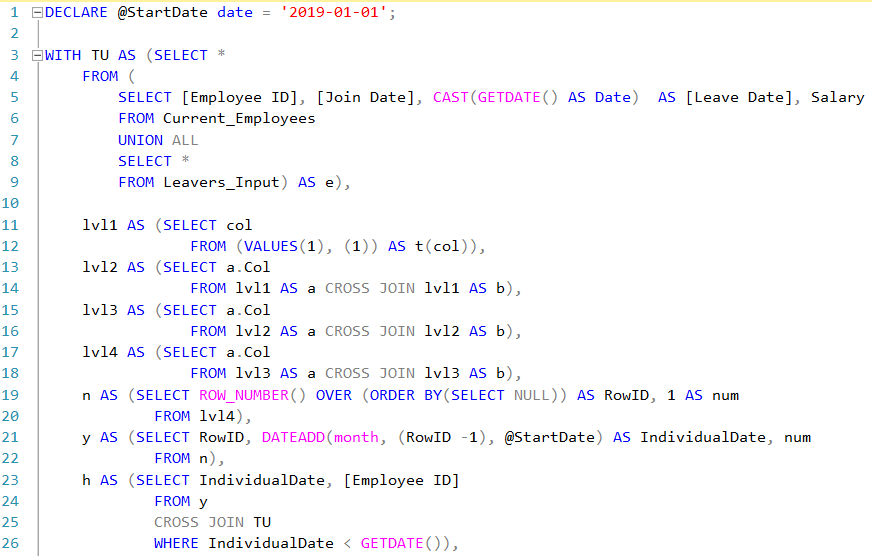 1 DECLARE @StartDate date = '2019-01-01';
2
3 WITH TU AS (SELECT *
4 FROM (
5 SELECT [Employee ID], [Join Date], CAST(GETDATE() AS Date)  AS [Leave Date], Salary
6 FROM Current_Employees
7 UNION ALL
8 SELECT *
9 FROM Leavers_Input) AS e),
10
11 lvl1 AS (SELECT col
12 FROM (VALUES(1), (1)) AS t(col)),
13 lvl2 AS (SELECT a.Col
14 FROM lvl1 AS a CROSS JOIN lvl1 AS b),
15 lvl3 AS (SELECT a.Col
16 FROM lvl2 AS a CROSS JOIN lvl2 AS b),
17 lvl4 AS (SELECT a.Col
18 FROM lvl3 AS a CROSS JOIN lvl3 AS b),
19 n AS (SELECT ROW_NUMBER() OVER (ORDER BY(SELECT NULL)) AS RowID, 1 AS num
20 FROM lvl4),
21 y AS (SELECT RowID, DATEADD(month, (RowID -1), @StartDate) AS IndividualDate, num
22 FROM n),
23 h AS (SELECT IndividualDate, [Employee ID]
24 FROM y
25 CROSS JOIN TU
26 WHERE IndividualDate < GETDATE()),